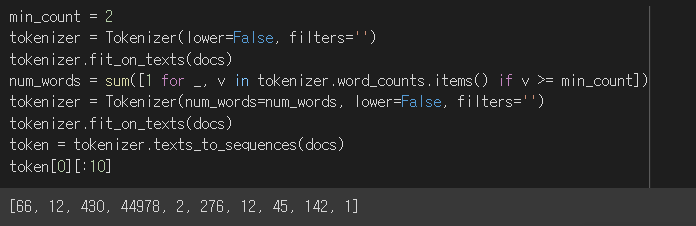 min_count = 2
tokenizer = Tokenizer(lower=False, filters='')
tokenizer.fit_on_texts(docs)
num_words = sum([1 for _, v in tokenizer.word_counts.items() if v >= min_count])
tokenizer = Tokenizer(num_words=num_words, lower=False, filters='')
tokenizer.fit_on_texts(docs)
token = tokenizer.texts_to_sequences(docs)
token[0][:10]
[66, 12, 430, 44978, 2, 276, 12, 45, 142, 1]